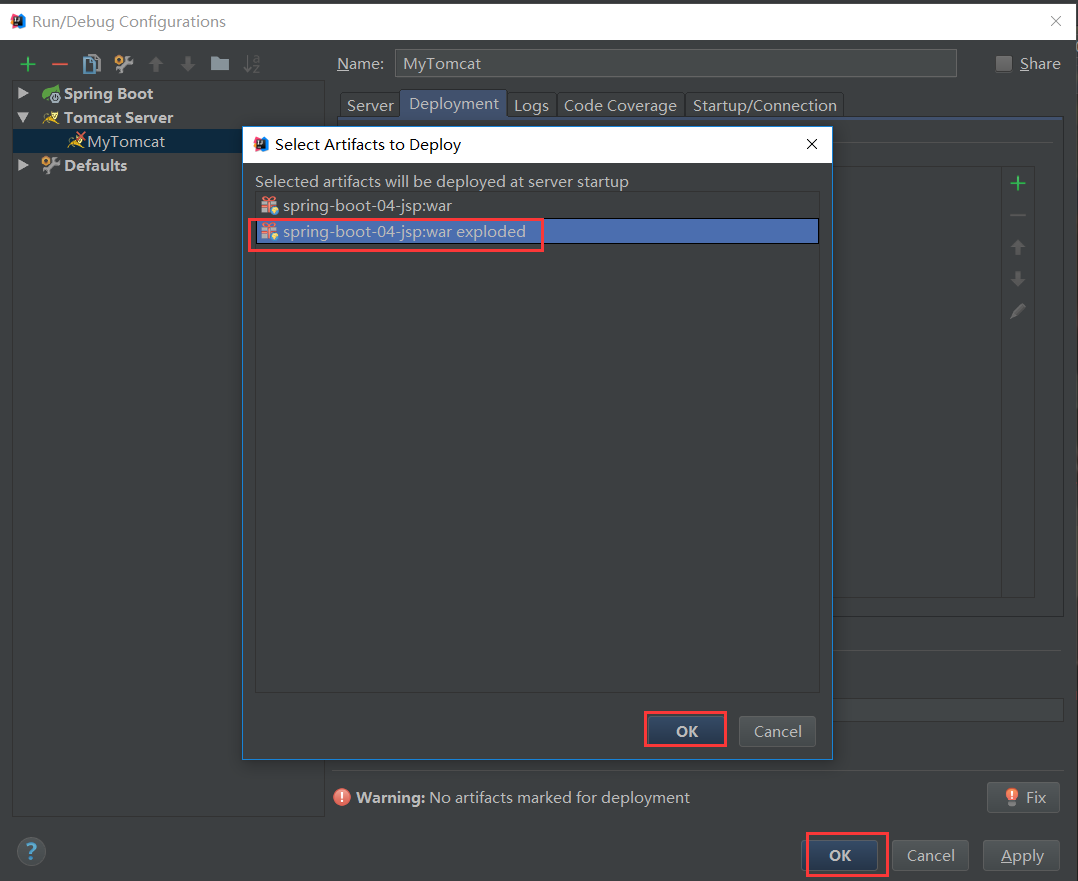 Run/Debug Configurations
Name: MyTomcat Share
Spring Boot
Tomcat Server
MyTomcat
Defaults
Server Deployment Logs Code Coverage Startup/Connection
Select Artifacts to Deploy
Selected artifacts will be deployed at server startup
spring-boot-04-jsp:war
spring-boot-04-jsp:war exploded
OK Cancel
Warning: No artifacts marked for deployment Fix
? OK Cancel Apply